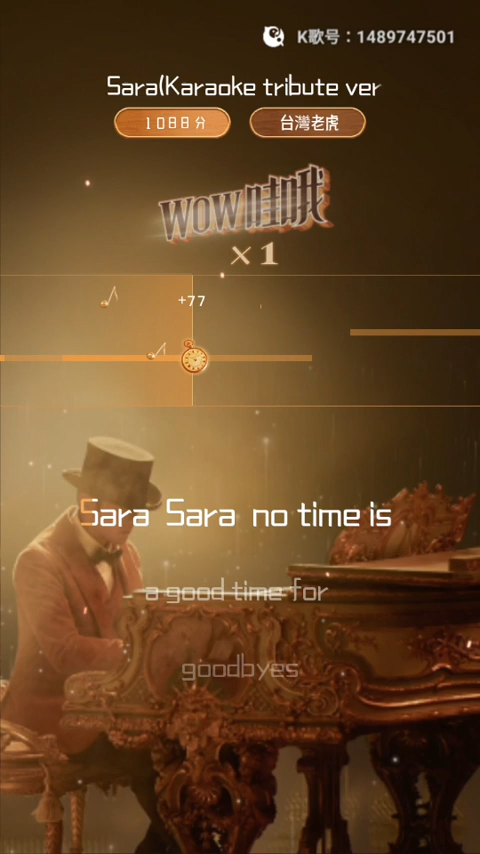 K歌号：1489747501
Sara(Karaoke tribute ver
1088分
台灣老虎
WOW哇哦
×1
+77
Sara Sara no time is
a good time for
goodbyes